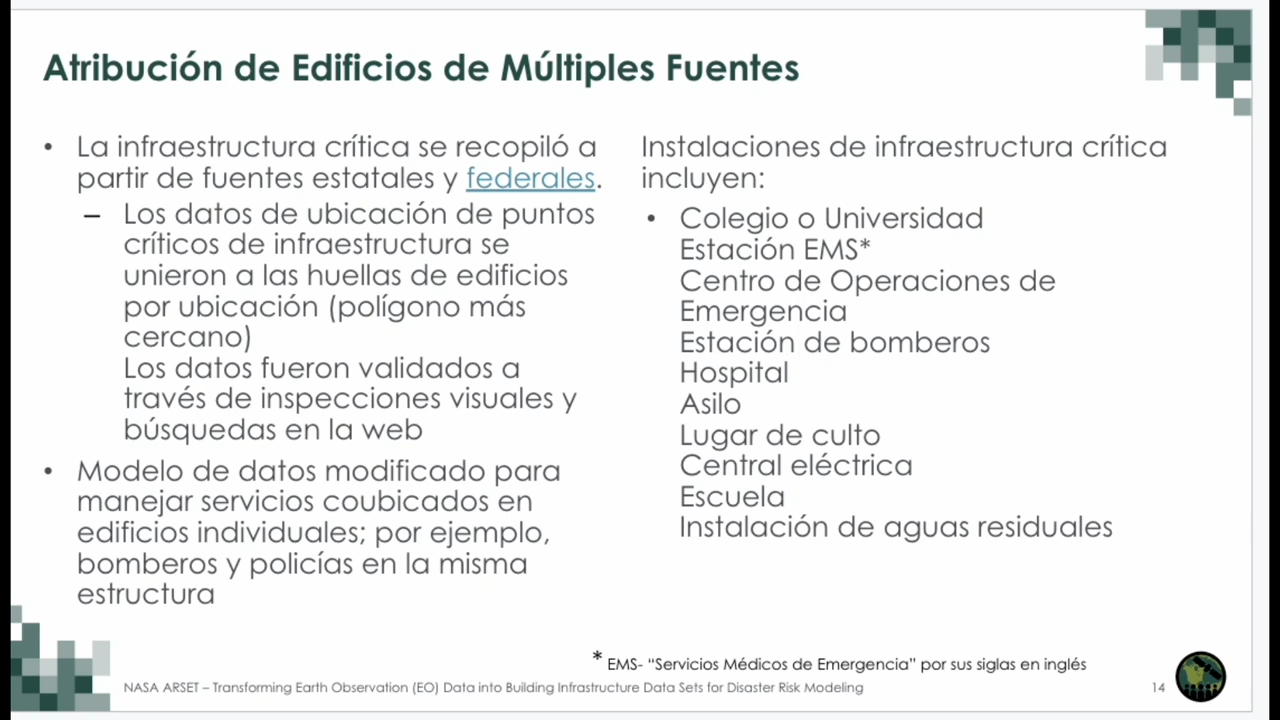 Atribución de Edificios de Múltiples Fuentes
• La infraestructura crítica se recopiló a
partir de fuentes estatales y federales.
– Los datos de ubicación de puntos
críticos de infraestructura se
unieron a las huellas de edificios
por ubicación (polígono más
cercano)
Los datos fueron validados a
través de inspecciones visuales y
búsquedas en la web
• Modelo de datos modificado para
manejar servicios coubicados en
edificios individuales; por ejemplo,
bomberos y policías en la misma
estructura
Instalaciones de infraestructura crítica
incluyen:
• Colegio o Universidad
Estación EMS*
Centro de Operaciones de
Emergencia
Estación de bomberos
Hospital
Asilo
Lugar de culto
Central eléctrica
Escuela
Instalación de aguas residuales
* EMS- “Servicios Médicos de Emergencia” por sus siglas en inglés
NASA ARSET – Transforming Earth Observation (EO) Data into Building Infrastructure Data Sets for Disaster Risk Modeling
14